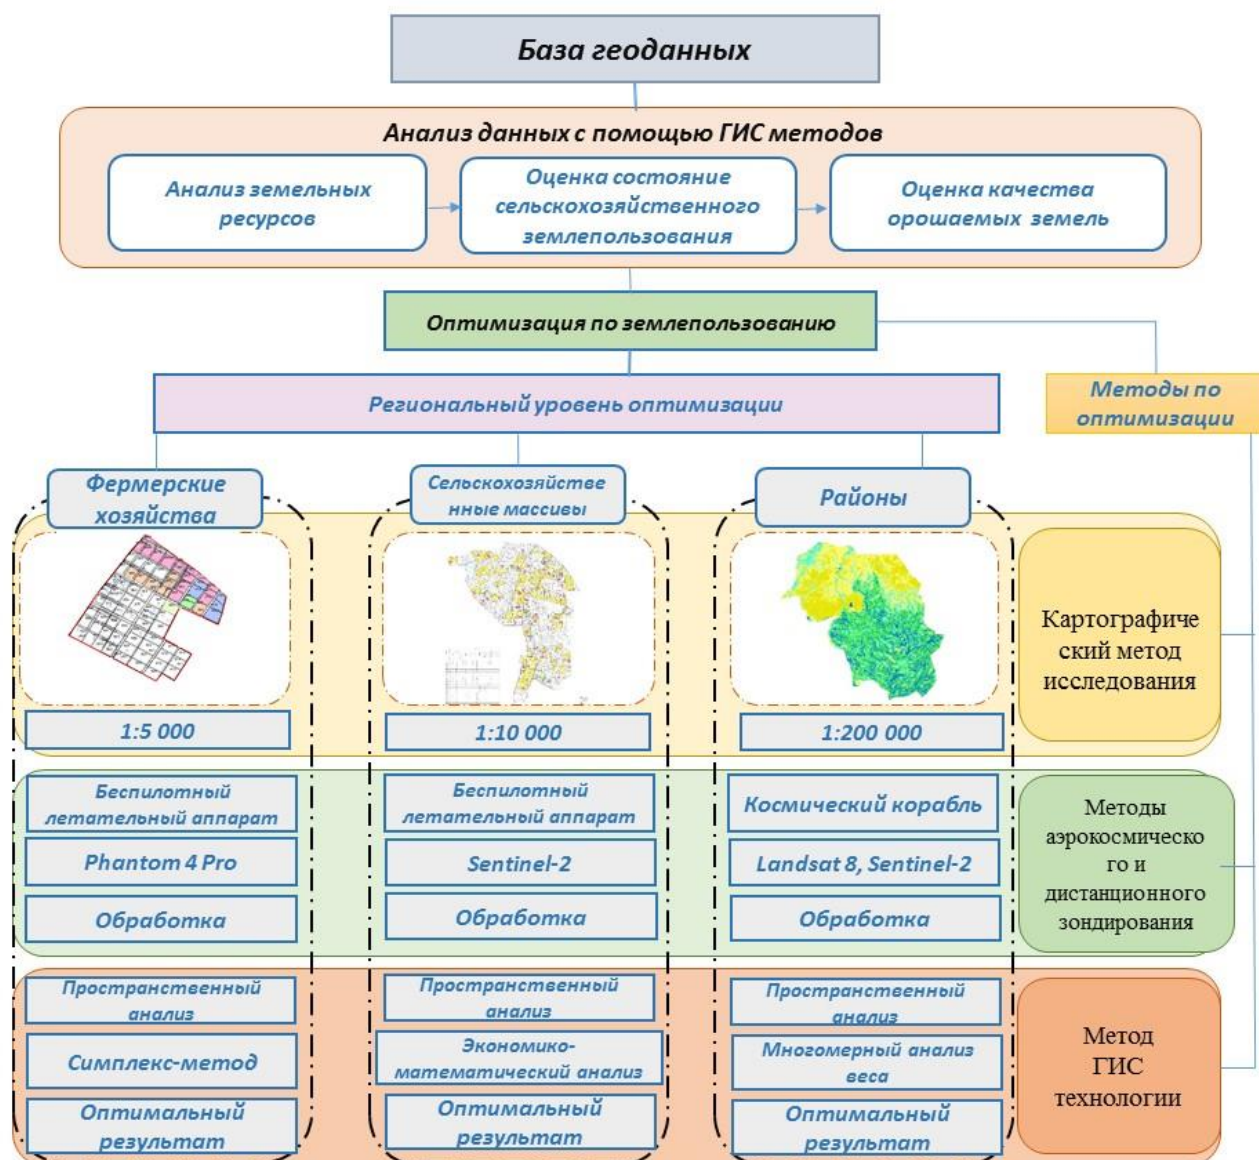 База геоданных
Анализ данных с помощью ГИС методов
Анализ земельных
ресурсов
Оценка состояние
сельскохозяйственного
землепользования
Оценка качества
орошаемых земель
Оптимизация по землепользованию
Региональный уровень оптимизации
Методы по
оптимизации
Фермерские
хозяйства
Сельскохозяйстве
нные массивы
Районы
Картографиче
ский метод
исследования
1:5 000
1:10 000
1:200 000
Беспилотный
летательный аппарат
Беспилотный
летательный аппарат
Космический корабль
Phantom 4 Pro
Sentinel-2
Landsat 8, Sentinel-2
Обработка
Обработка
Обработка
Методы
аэрокосмическо
го и
дистанционного
зондирования
Пространственный
анализ
Пространственный
анализ
Пространственный
анализ
Симплекс-метод
Экономико-
математический анализ
Многомерный анализ
веса
Оптимальный
результат
Оптимальный
результат
Оптимальный
результат
Метод
ГИС
технологии